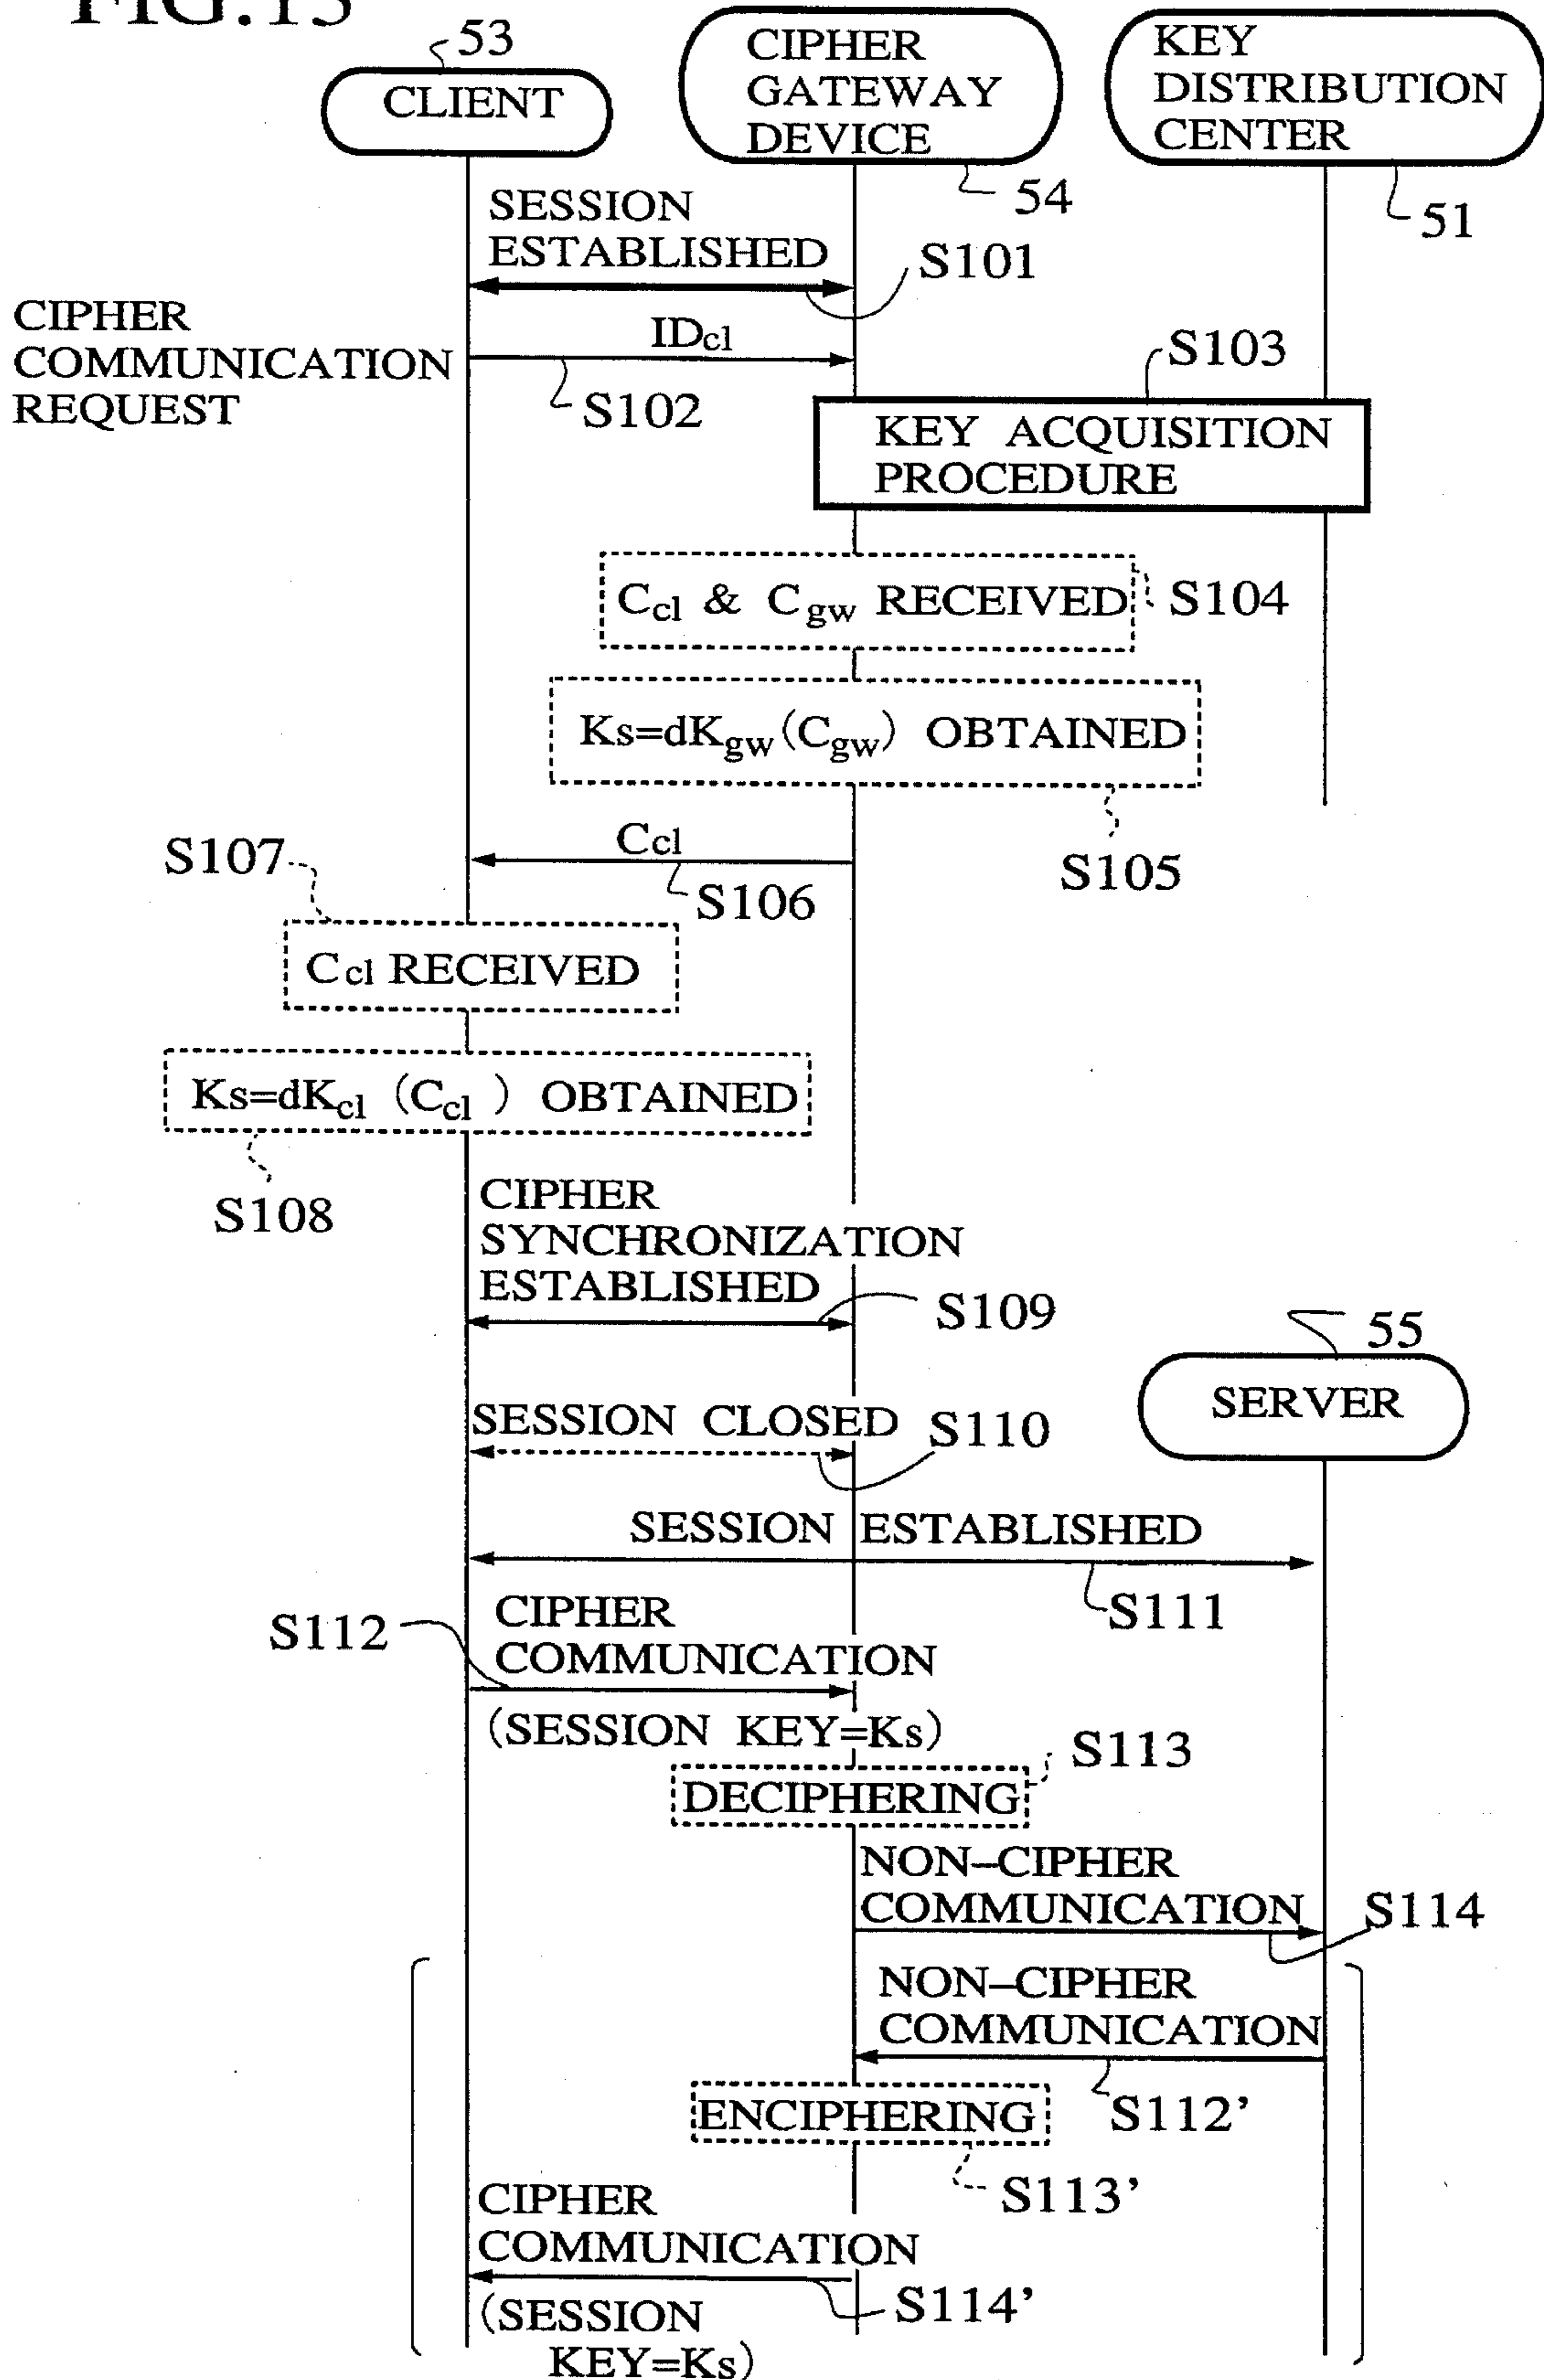 FIG.15
53
CLIENT
CIPHER
GATEWAY
DEVICE
54
KEY
DISTRIBUTION
CENTER
51
SESSION
ESTABLISHED
S101
CIPHER
COMMUNICATION
REQUEST
IDcl
S102
S103
KEY ACQUISITION
PROCEDURE
Ccl & Cgw RECEIVED
S104
Ks=dKgw(Cgw) OBTAINED
S105
Ccl
S106
S107
Ccl RECEIVED
Ks=dKcl (Ccl ) OBTAINED
S108
CIPHER
SYNCHRONIZATION
ESTABLISHED
S109
55
SERVER
SESSION CLOSED
S110
SESSION ESTABLISHED
S111
S112
CIPHER
COMMUNICATION
(SESSION KEY=Ks)
S113
DECIPHERING
NON–CIPHER
COMMUNICATION
S114
NON–CIPHER
COMMUNICATION
S112’
ENCIPHERING
S113’
CIPHER
COMMUNICATION
S114’
(SESSION
KEY=Ks)